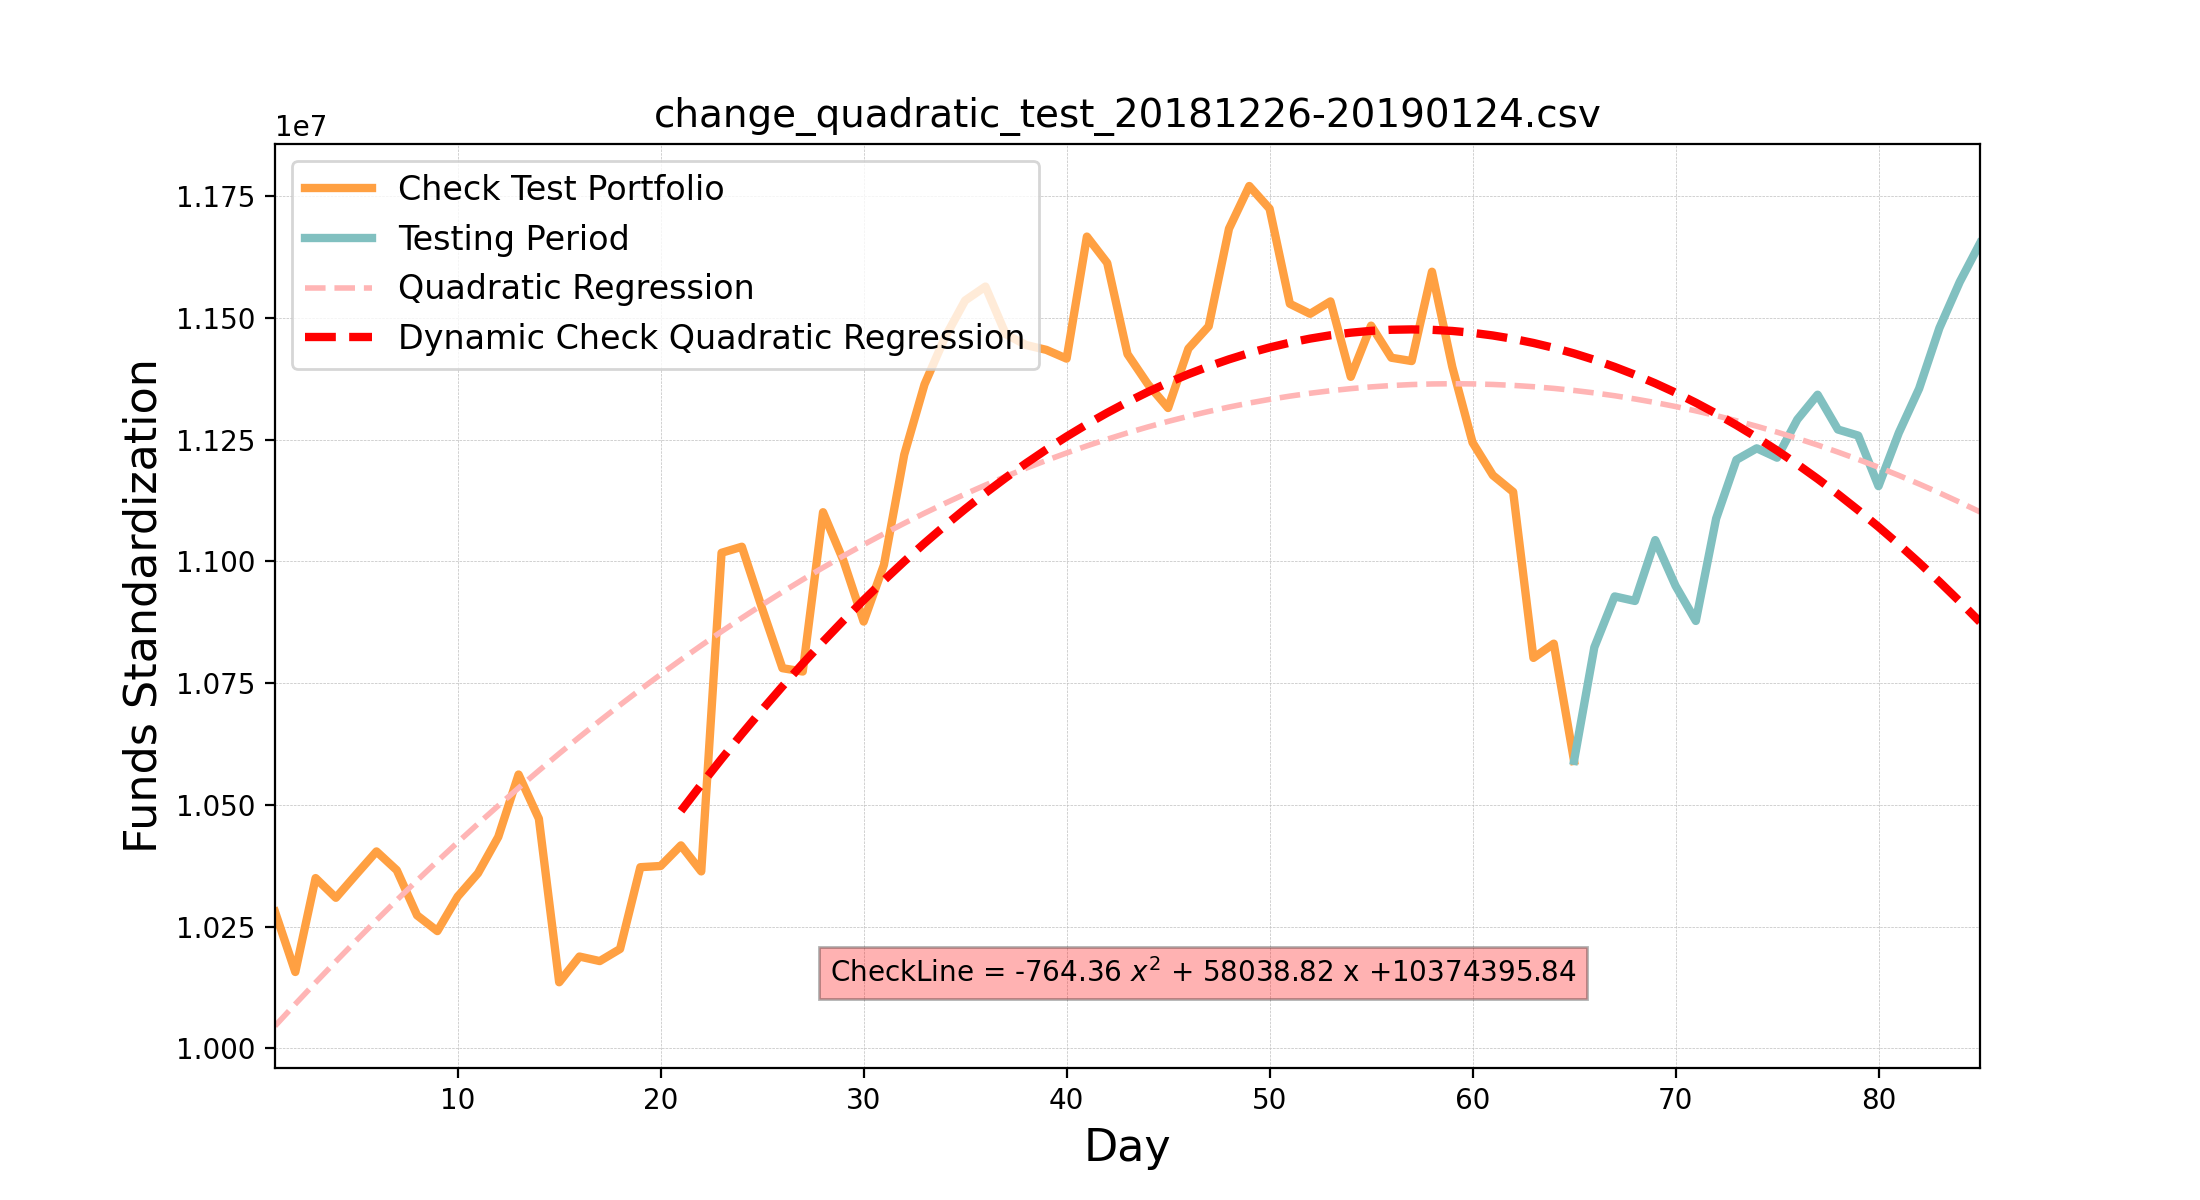 change_quadratic_test_20181226-20190124.csv
1e7
Check Test Portfolio
Testing Period
Quadratic Regression
Dynamic Check Quadratic Regression
1.175
1.150
1.125
1.100
1.075
1.050
1.025
1.000
Funds Standardization
CheckLine = -764.36 x² + 58038.82 x +10374395.84
10 20 30 40 50 60 70 80
Day